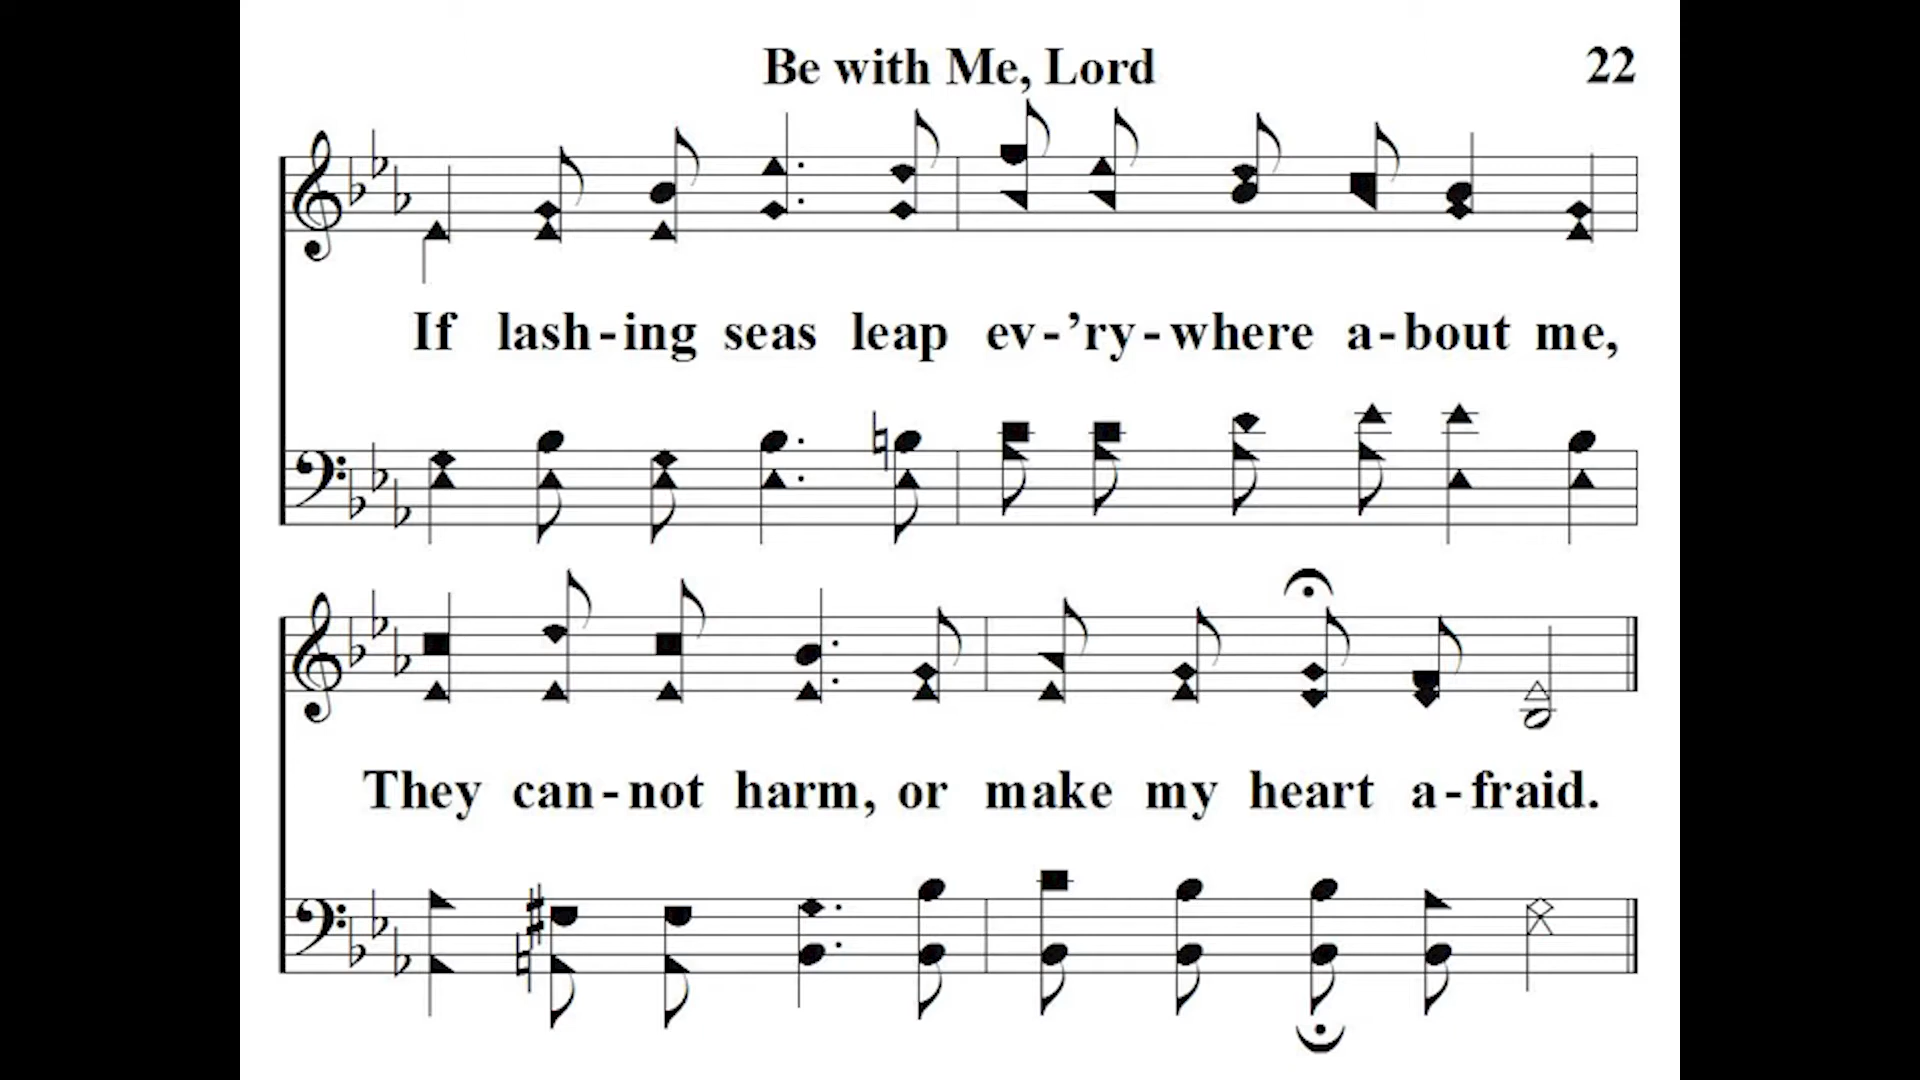 Be with Me, Lord 22
If lash-ing seas leap ev-’ry-where a-bout me,
They can-not harm, or make my heart a-fraid.